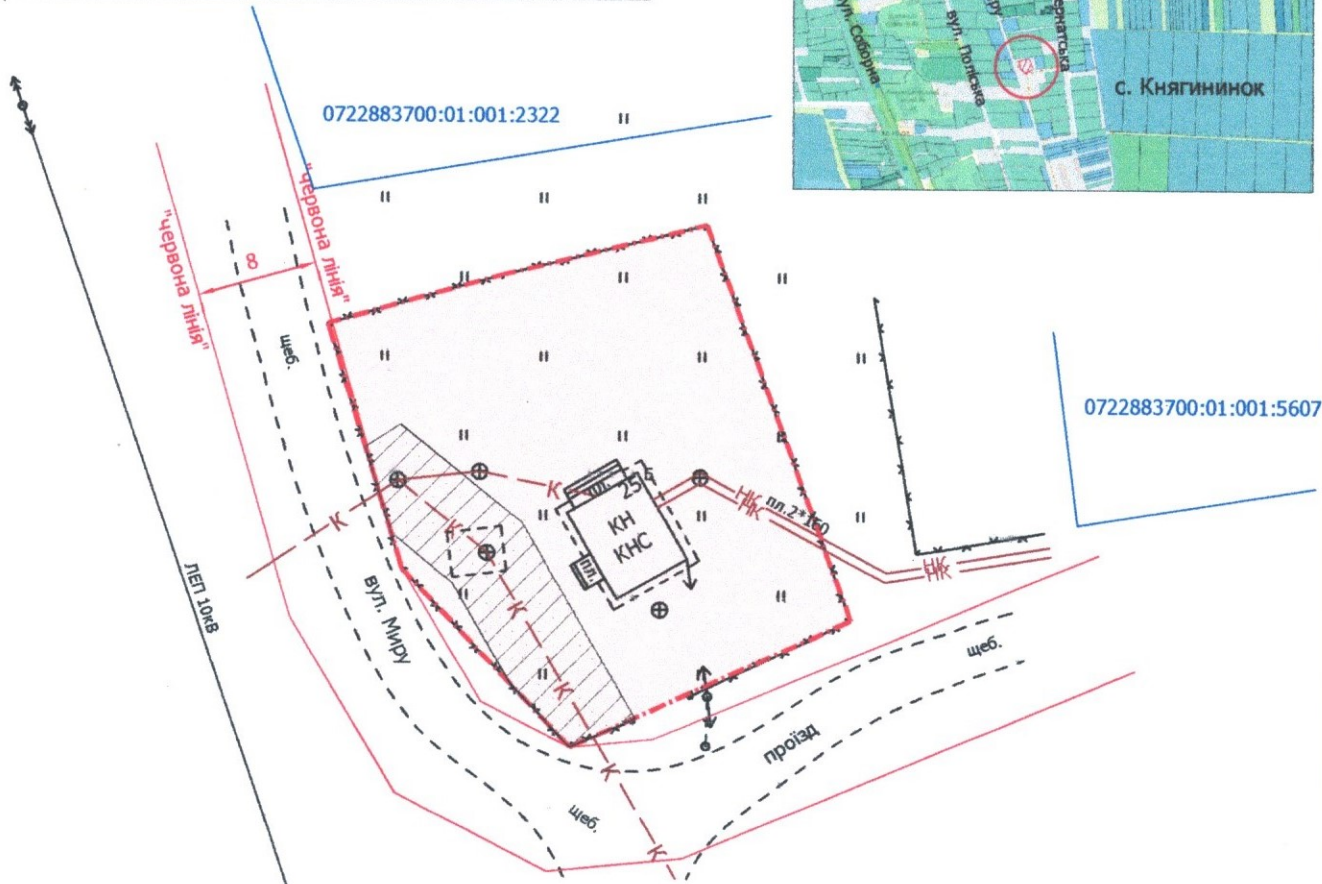 вул. Соборна
вул. Поліська
с. Княгининок
0722883700:01:001:2322
"червона лінія"
"червона лінія"
8
щеб.
0722883700:01:001:5607
К
К
К
25
КН
КНС
пл.
НК
пл.2*160
НК
ЛЕП 10кВ
вул. Миру
К
К
щеб.
проїзд
К
щеб.
К